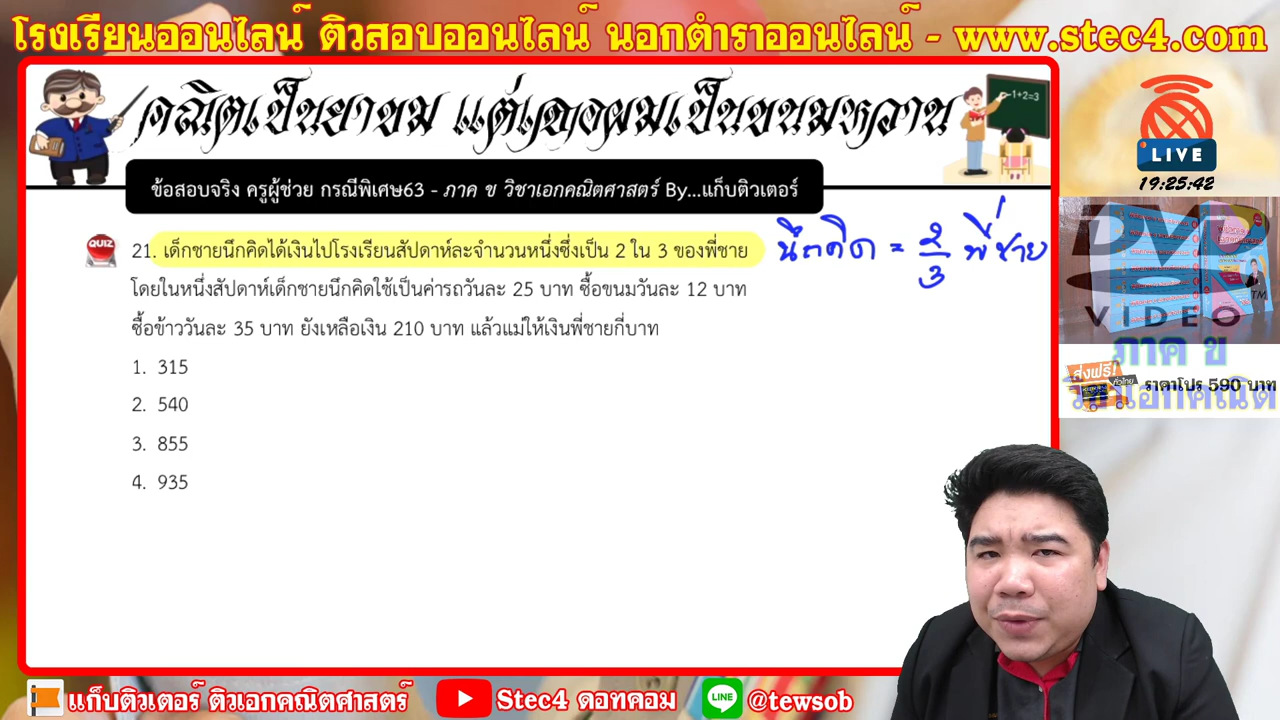 โรงเรียนออนไลน์ ติวสอบออนไลน์ นอกตำราออนไลน์ - www.stec4.com
คณิตเป็นยาขม แต่เจอผมเป็นขนมหวาน
1+2=3
LIVE
19:25:42
ข้อสอบจริง ครูผู้ช่วย กรณีพิเศษ63 - ภาค ข วิชาเอกคณิตศาสตร์ By...แก็บติวเตอร์
QUIZ
21. เด็กชายนึกคิดได้เงินไปโรงเรียนสัปดาห์ละจำนวนหนึ่งซึ่งเป็น 2 ใน 3 ของพี่ชาย
นึกคิด = 2/3 พี่ชาย
โดยในหนึ่งสัปดาห์เด็กชายนึกคิดใช้เป็นค่ารถวันละ 25 บาท ซื้อขนมวันละ 12 บาท
ซื้อข้าววันละ 35 บาท ยังเหลือเงิน 210 บาท แล้วแม่ให้เงินพี่ชายกี่บาท
1. 315
2. 540
3. 855
4. 935
DVD
TM
VIDEO
ภาค ข
วิชาเอกคณิต
ส่งฟรี!
ทั่วไทย
ราคาโปร 590 บาท
แก็บติวเตอร์ ติวเอกคณิตศาสตร์
Stec4 ดอทคอม
LINE
@tewsob